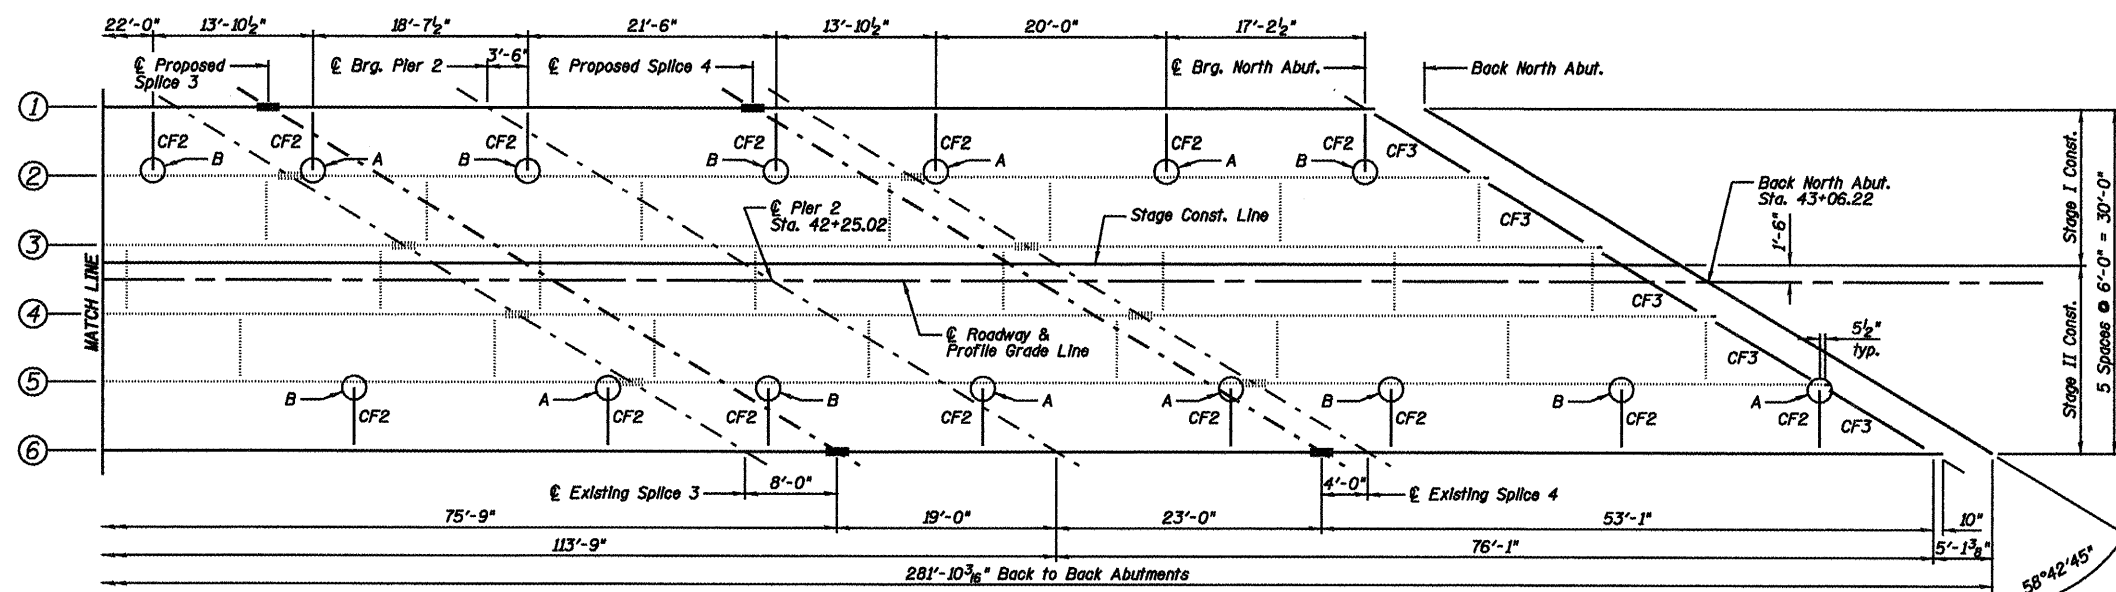 22'-0" 13'-10½" 18'-7½" 21'-6" 13'-10½" 20'-0" 17'-2½"
3'-6"
℄ Proposed
Splice 3
℄ Brg. Pier 2
℄ Proposed Splice 4
℄ Brg. North Abut.
Back North Abut.
1
CF2 CF2 CF2 CF2 CF2 CF2 CF2 CF3
B A B B A A B
2
Back North Abut.
Sta. 43+06.22
℄ Pier 2
Sta. 42+25.02
Stage Const. Line
CF3
1'-6"
Stage I Const.
5 Spaces @ 6'-0" = 30'-0"
3
MATCH LINE
CF3
4
℄ Roadway &
Profile Grade Line
5½"
typ.
CF3
Stage II Const.
5
B A B A A B B A
CF2 CF2 CF2 CF2 CF2 CF2 CF2 CF2 CF3
6
℄ Existing Splice 3
8'-0"
4'-0"
℄ Existing Splice 4
75'-9" 19'-0" 23'-0" 53'-1" 10"
113'-9" 76'-1" 5'-1⅜"
281'-10 3/16" Back to Back Abutments
58°42'45"